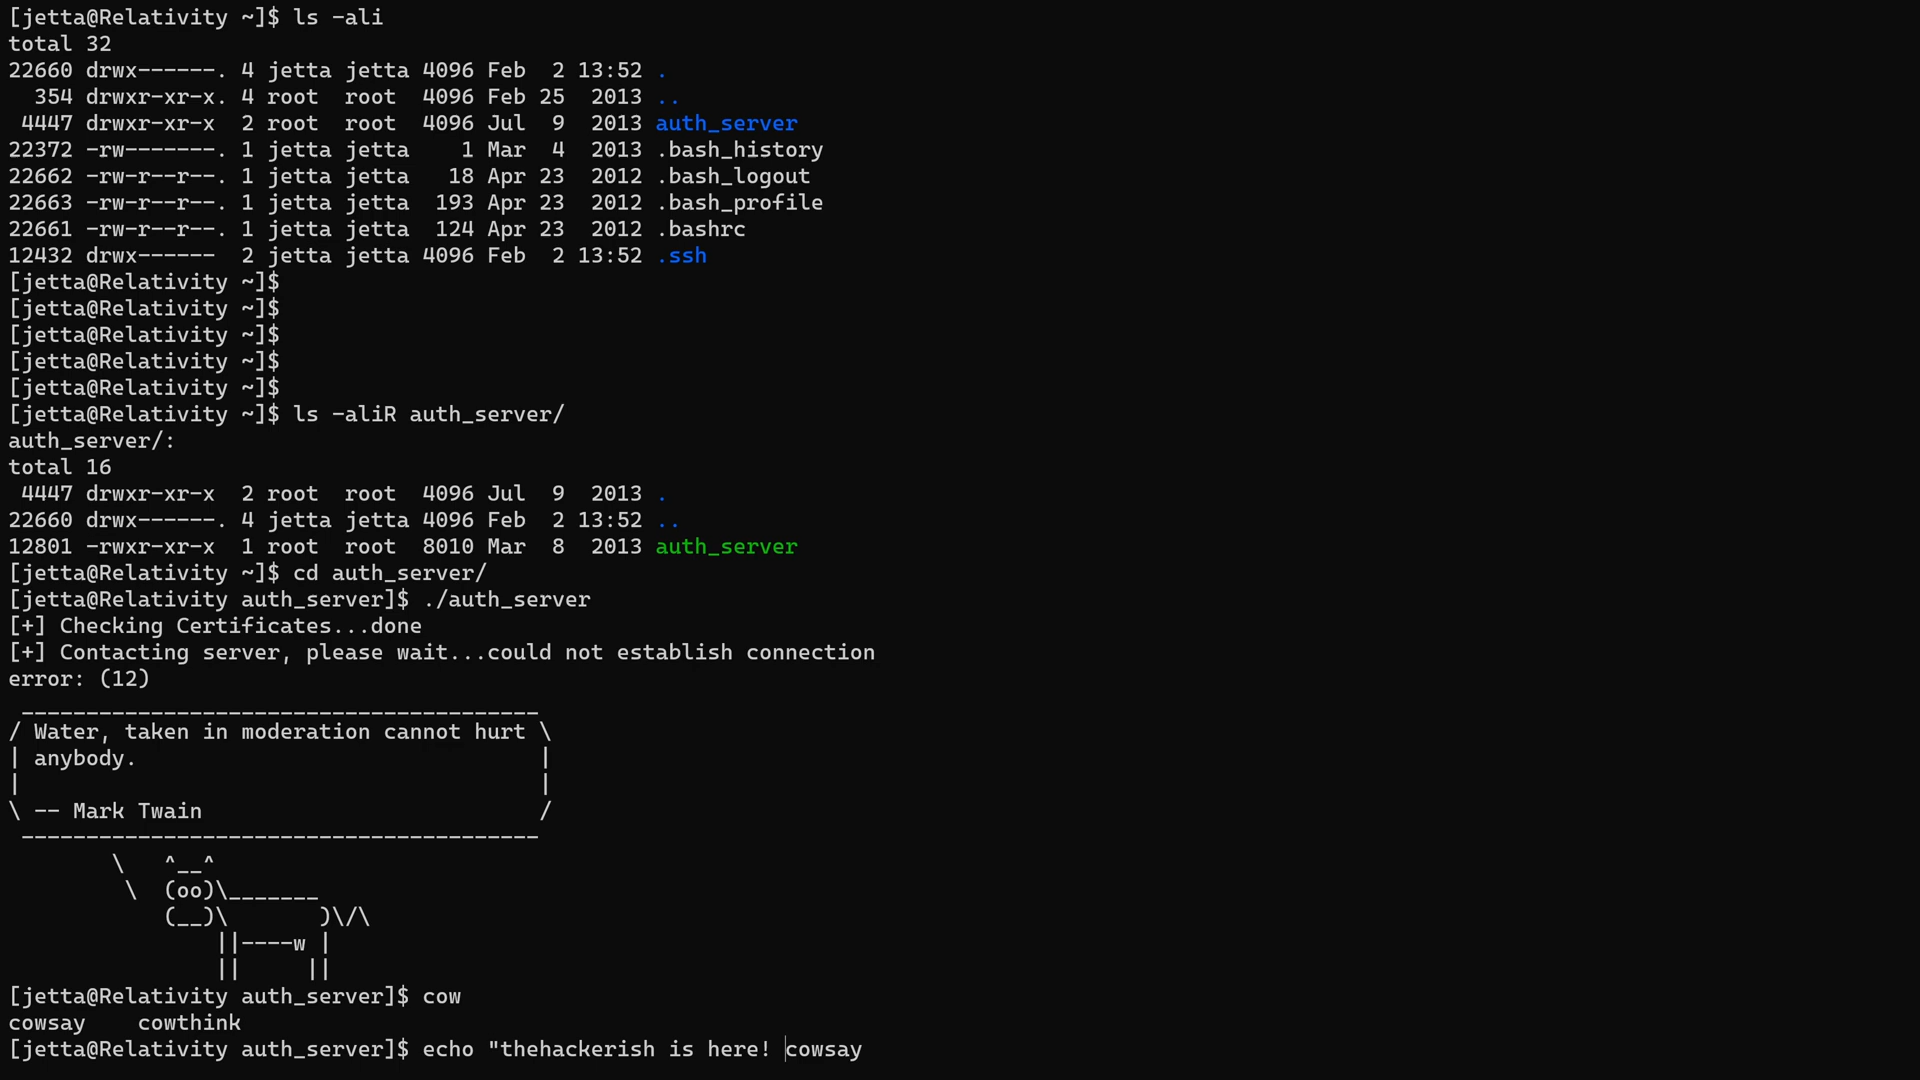 [jetta@Relativity ~]$ ls -ali
total 32
22660 drwx------. 4 jetta jetta 4096 Feb  2 13:52 .
  354 drwxr-xr-x. 4 root  root  4096 Feb 25  2013 ..
 4447 drwxr-xr-x  2 root  root  4096 Jul  9  2013 auth_server
22372 -rw-------. 1 jetta jetta    1 Mar  4  2013 .bash_history
22662 -rw-r--r--. 1 jetta jetta   18 Apr 23  2012 .bash_logout
22663 -rw-r--r--. 1 jetta jetta  193 Apr 23  2012 .bash_profile
22661 -rw-r--r--. 1 jetta jetta  124 Apr 23  2012 .bashrc
12432 drwx------  2 jetta jetta 4096 Feb  2 13:52 .ssh
[jetta@Relativity ~]$
[jetta@Relativity ~]$
[jetta@Relativity ~]$
[jetta@Relativity ~]$
[jetta@Relativity ~]$
[jetta@Relativity ~]$ ls -aliR auth_server/
auth_server/:
total 16
 4447 drwxr-xr-x  2 root  root  4096 Jul  9  2013 .
22660 drwx------. 4 jetta jetta 4096 Feb  2 13:52 ..
12801 -rwxr-xr-x  1 root  root  8010 Mar  8  2013 auth_server
[jetta@Relativity ~]$ cd auth_server/
[jetta@Relativity auth_server]$ ./auth_server
[+] Checking Certificates...done
[+] Contacting server, please wait...could not establish connection
error: (12)
 ________________________________________
/ Water, taken in moderation cannot hurt \
| anybody.                               |
|                                        |
\ -- Mark Twain                          /
 ----------------------------------------
        \   ^__^
         \  (oo)\_______
            (__)\       )\/\
                ||----w |
                ||     ||
[jetta@Relativity auth_server]$ cow
cowsay    cowthink
[jetta@Relativity auth_server]$ echo "thehackerish is here! cowsay